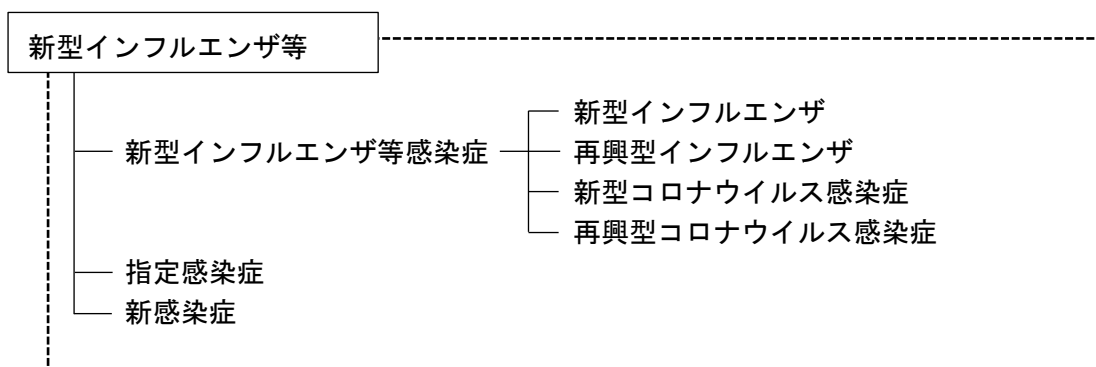 新型インフルエンザ等
新型インフルエンザ等感染症
新型インフルエンザ
再興型インフルエンザ
新型コロナウイルス感染症
再興型コロナウイルス感染症
指定感染症
新感染症